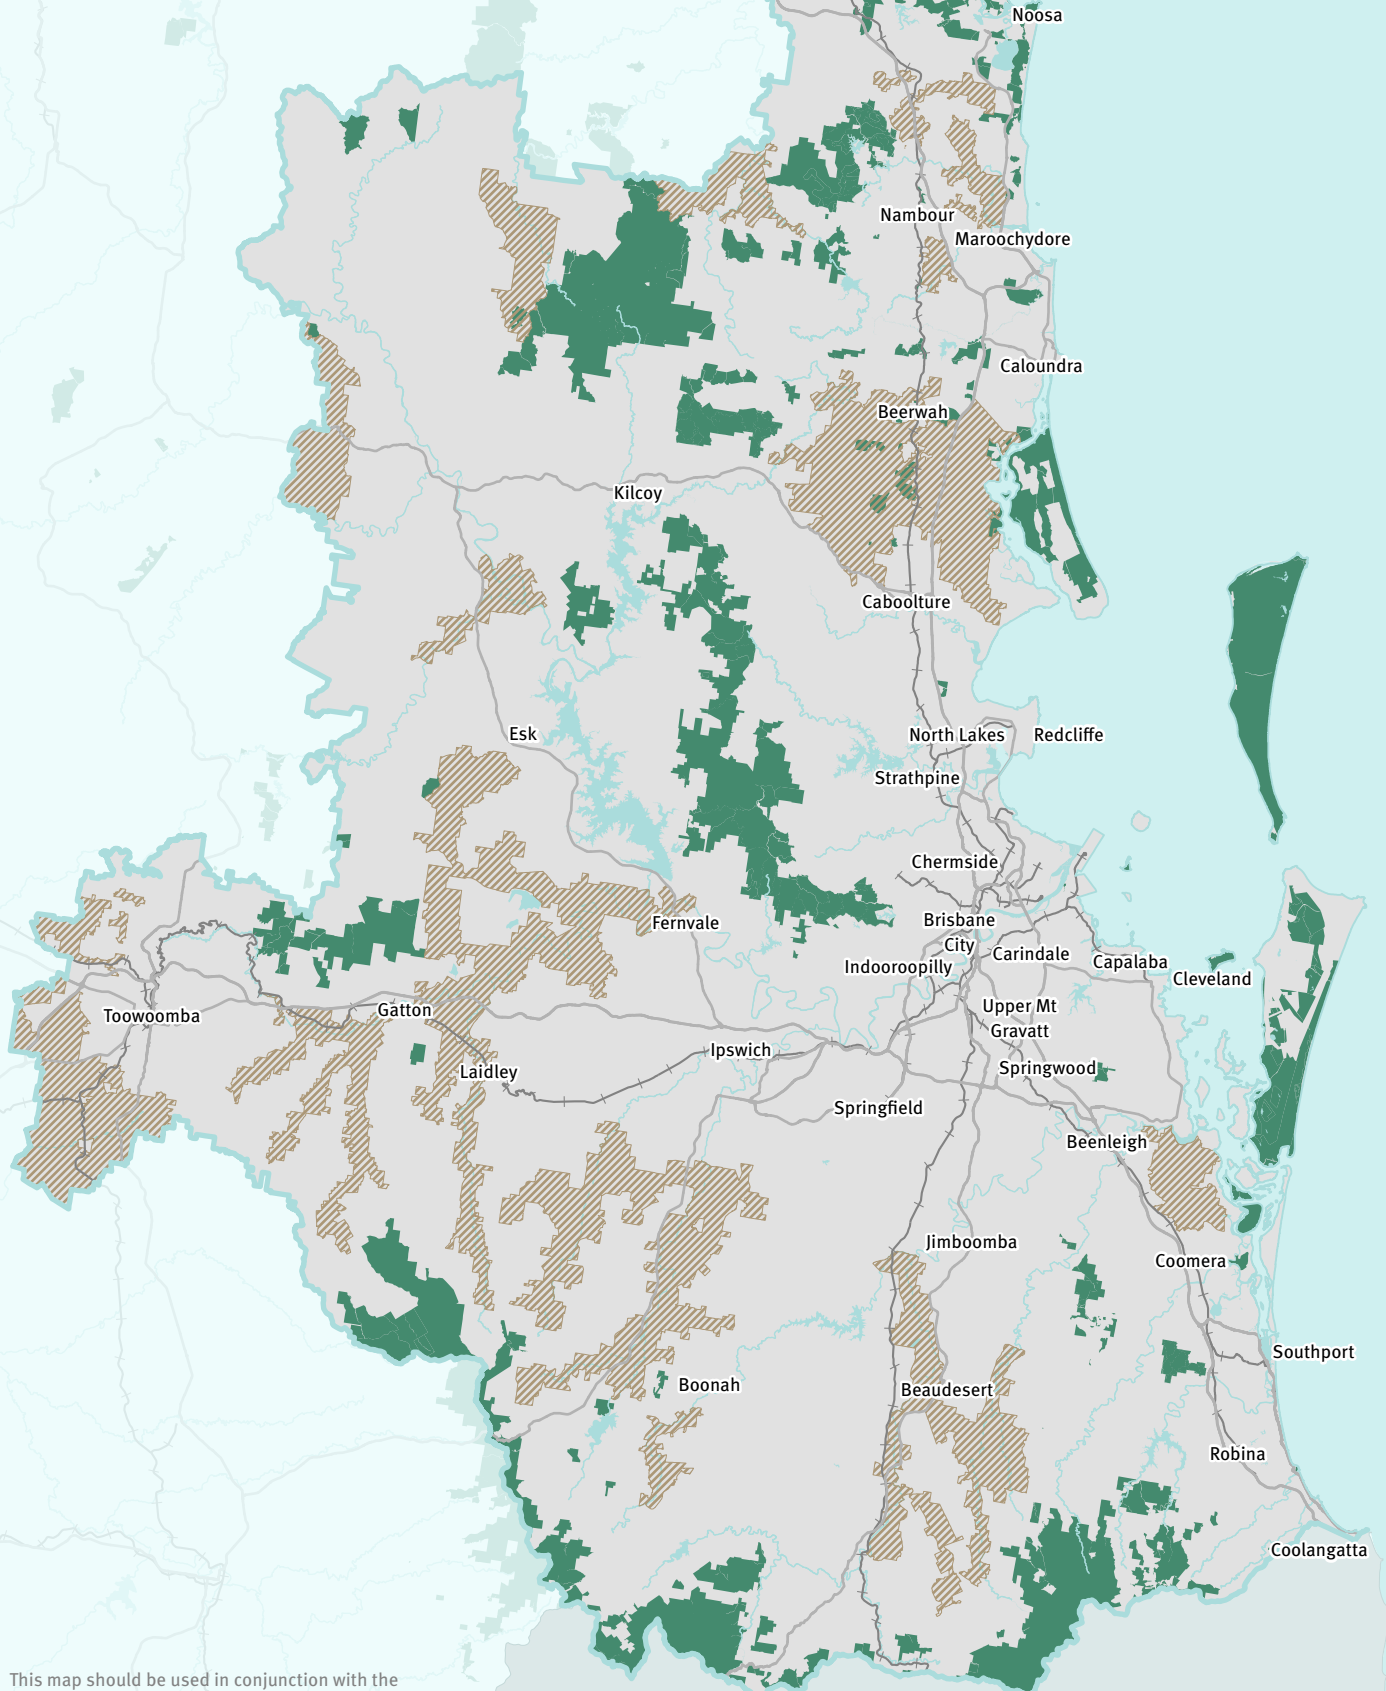 Noosa
Nambour
Maroochydore
Caloundra
Beerwah
Kilcoy
Caboolture
Esk
North Lakes
Redcliffe
Strathpine
Chermside
Fernvale
Brisbane
City
Carindale
Capalaba
Indooroopilly
Cleveland
Toowoomba
Gatton
Upper Mt
Gravatt
Ipswich
Laidley
Springwood
Springfield
Beenleigh
Jimboomba
Coomera
Southport
Boonah
Beaudesert
Robina
Coolangatta
This map should be used in conjunction with the